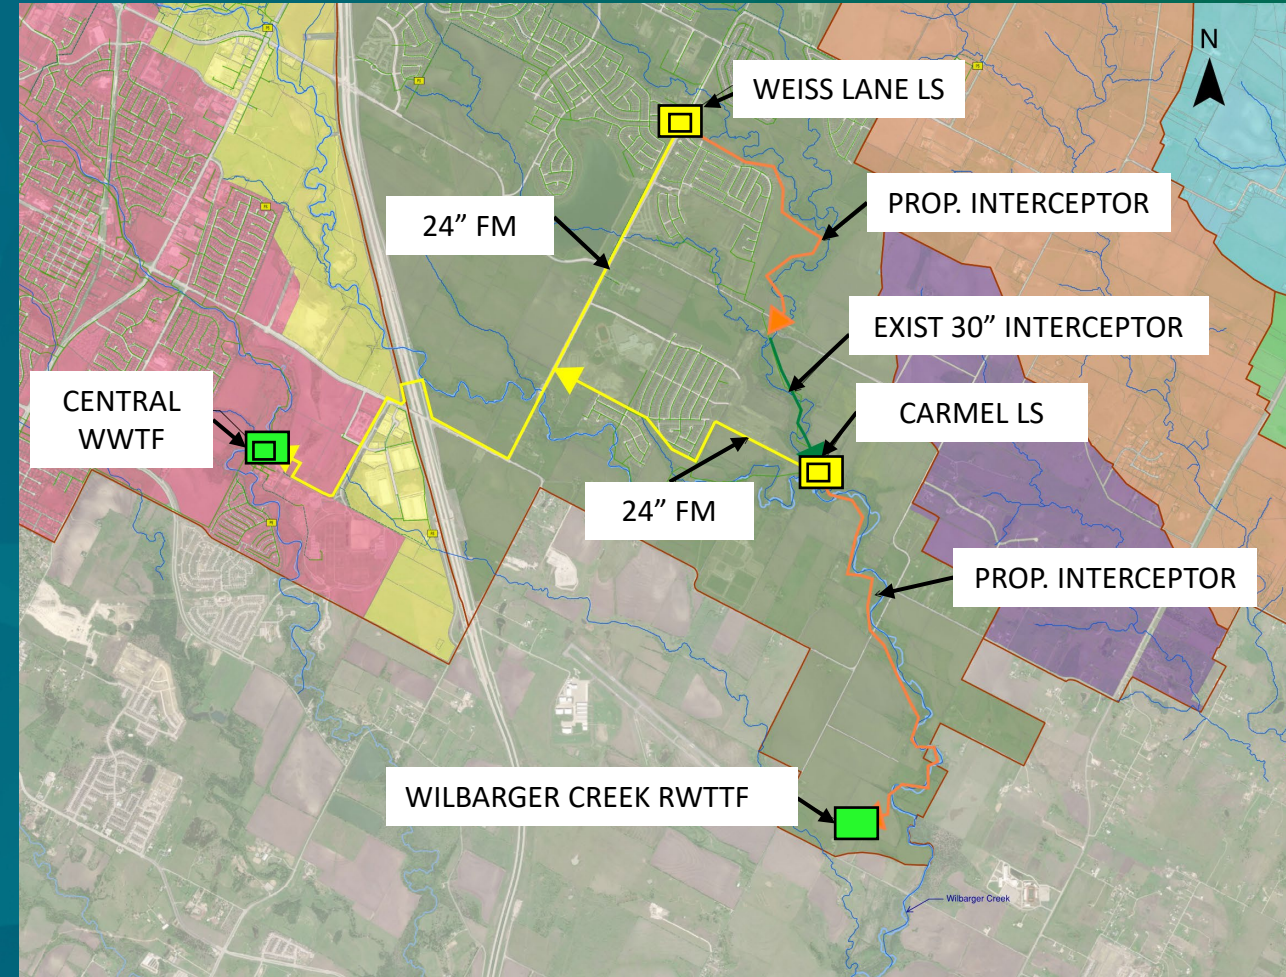 N
WEISS LANE LS
PROP. INTERCEPTOR
24” FM
EXIST 30” INTERCEPTOR
CENTRAL
WWTF
CARMEL LS
24” FM
PROP. INTERCEPTOR
WILBARGER CREEK RWTTF
Wilbarger Creek